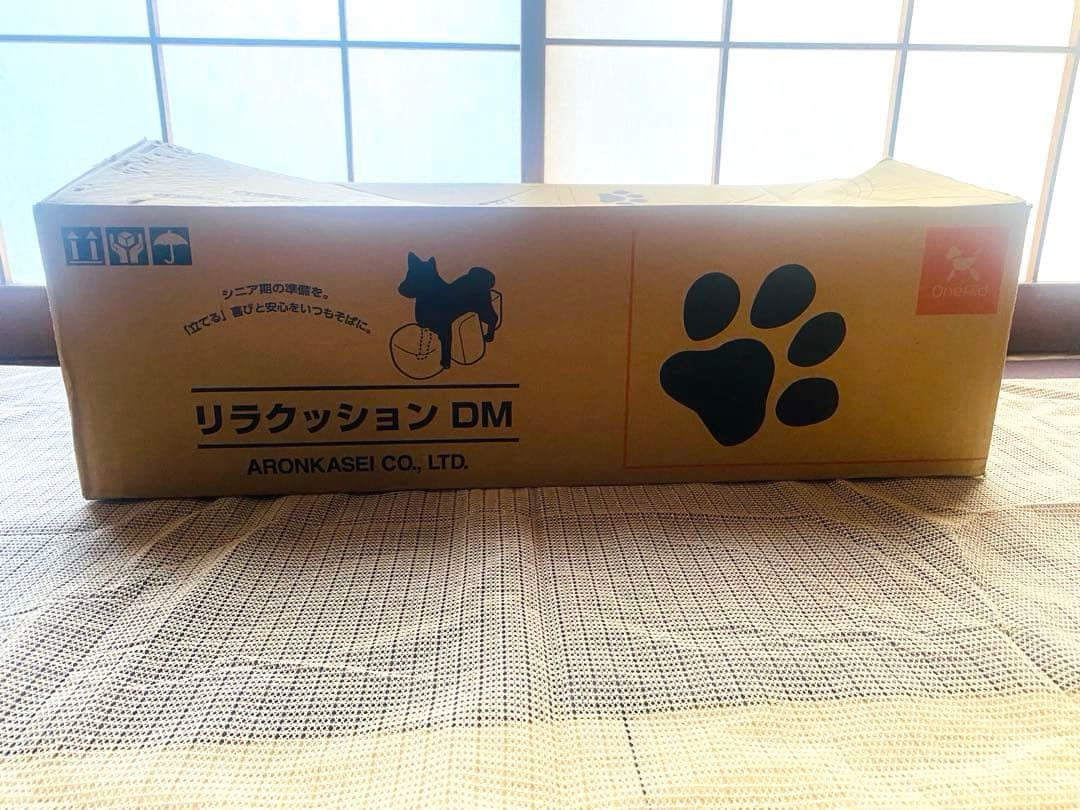 シニア期の準備を。
「立てる」喜びと安心をいつもそばに。
リラクッション DM
ARONKASEI CO., LTD.
OneAid